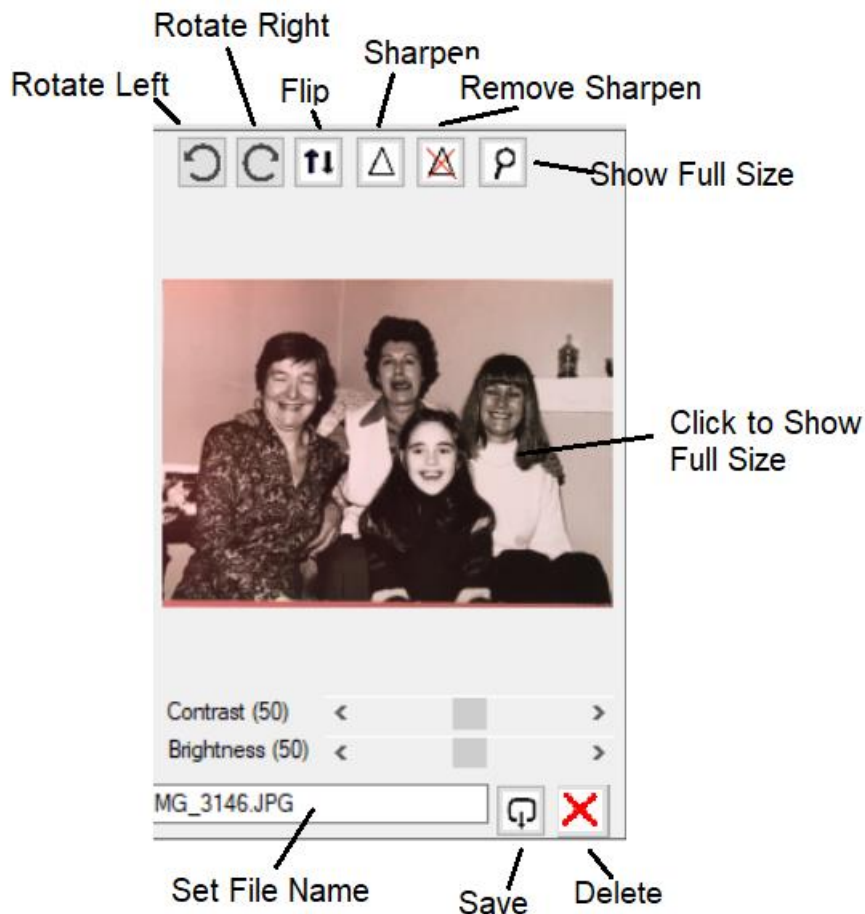 Rotate Right
Sharpen
Rotate Left
Flip
Remove Sharpen
Show Full Size
Click to Show
Full Size
Contrast (50)
Brightness (50)
MG_3146.JPG
Set File Name
Save
Delete